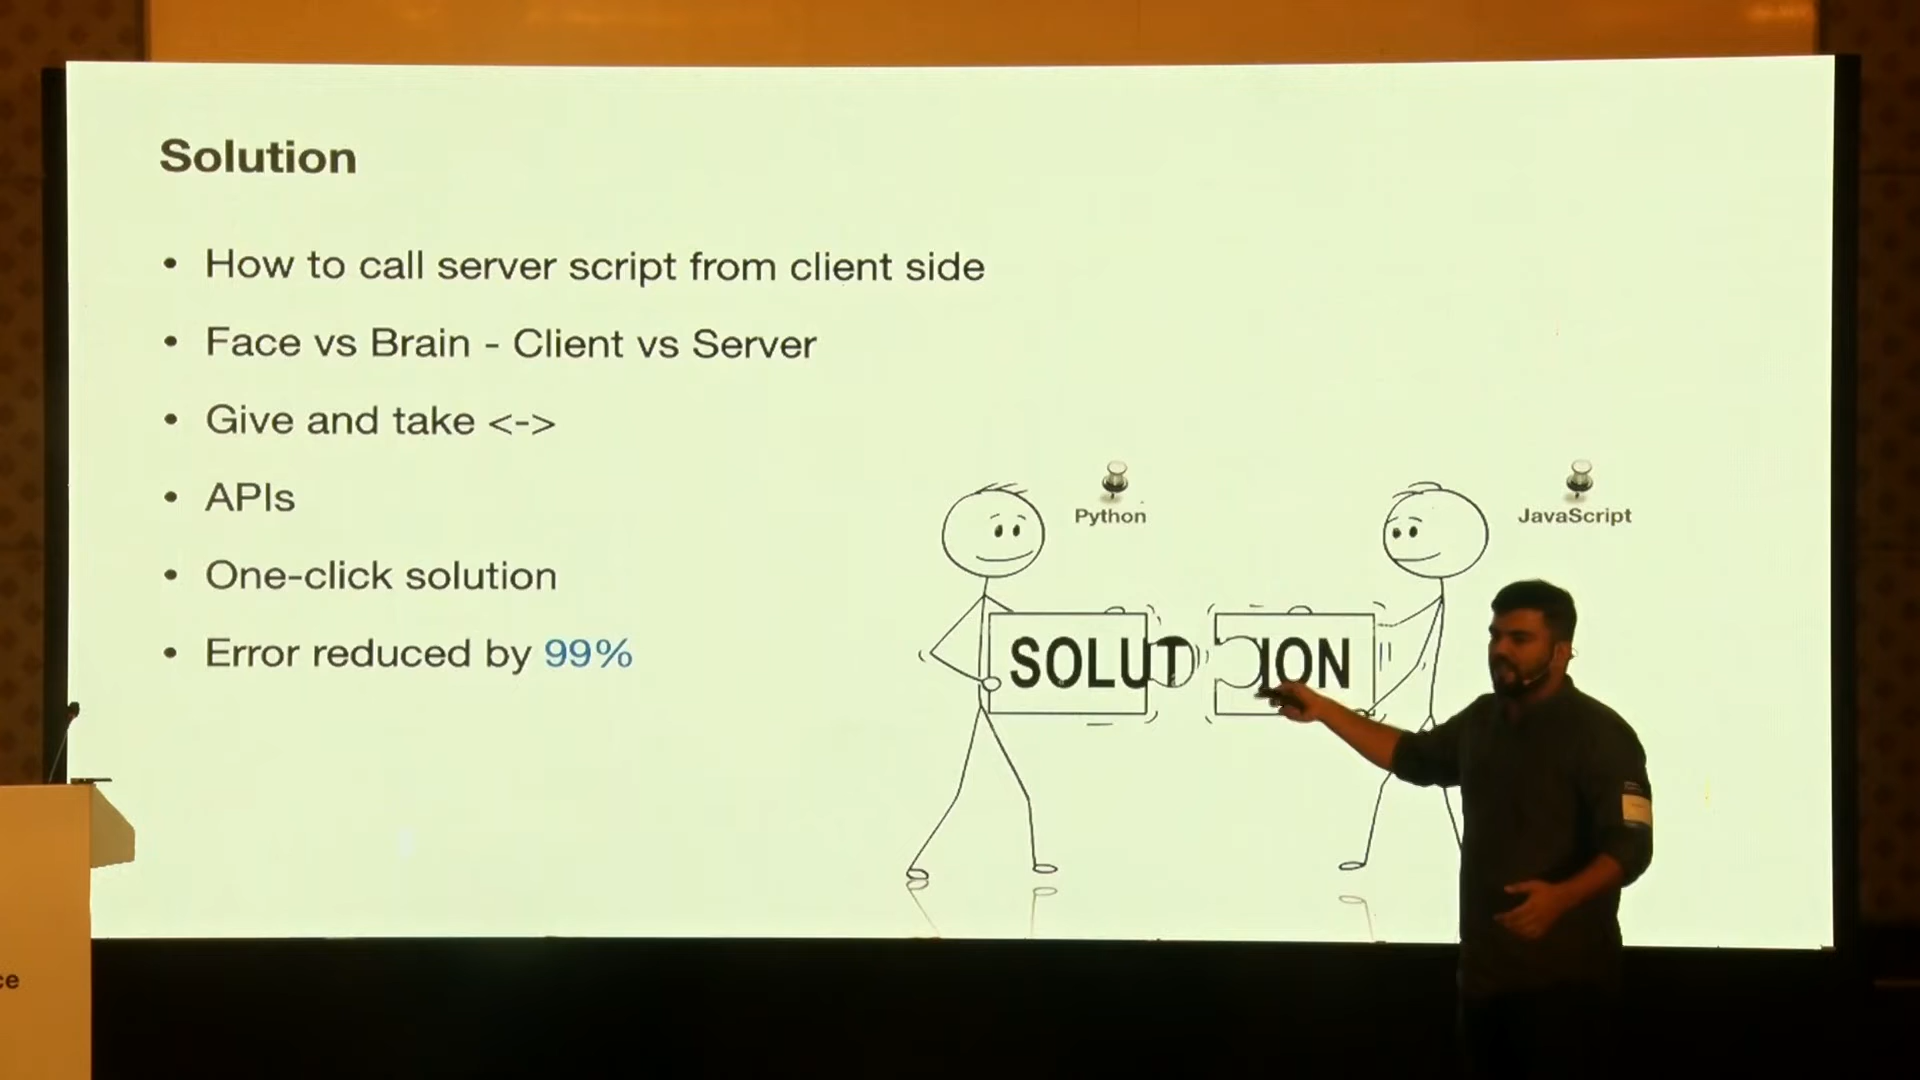 Solution
• How to call server script from client side
• Face vs Brain - Client vs Server
• Give and take <->
• APIs
• One-click solution
• Error reduced by 99%
Python
JavaScript
SOLUT
ION
ce